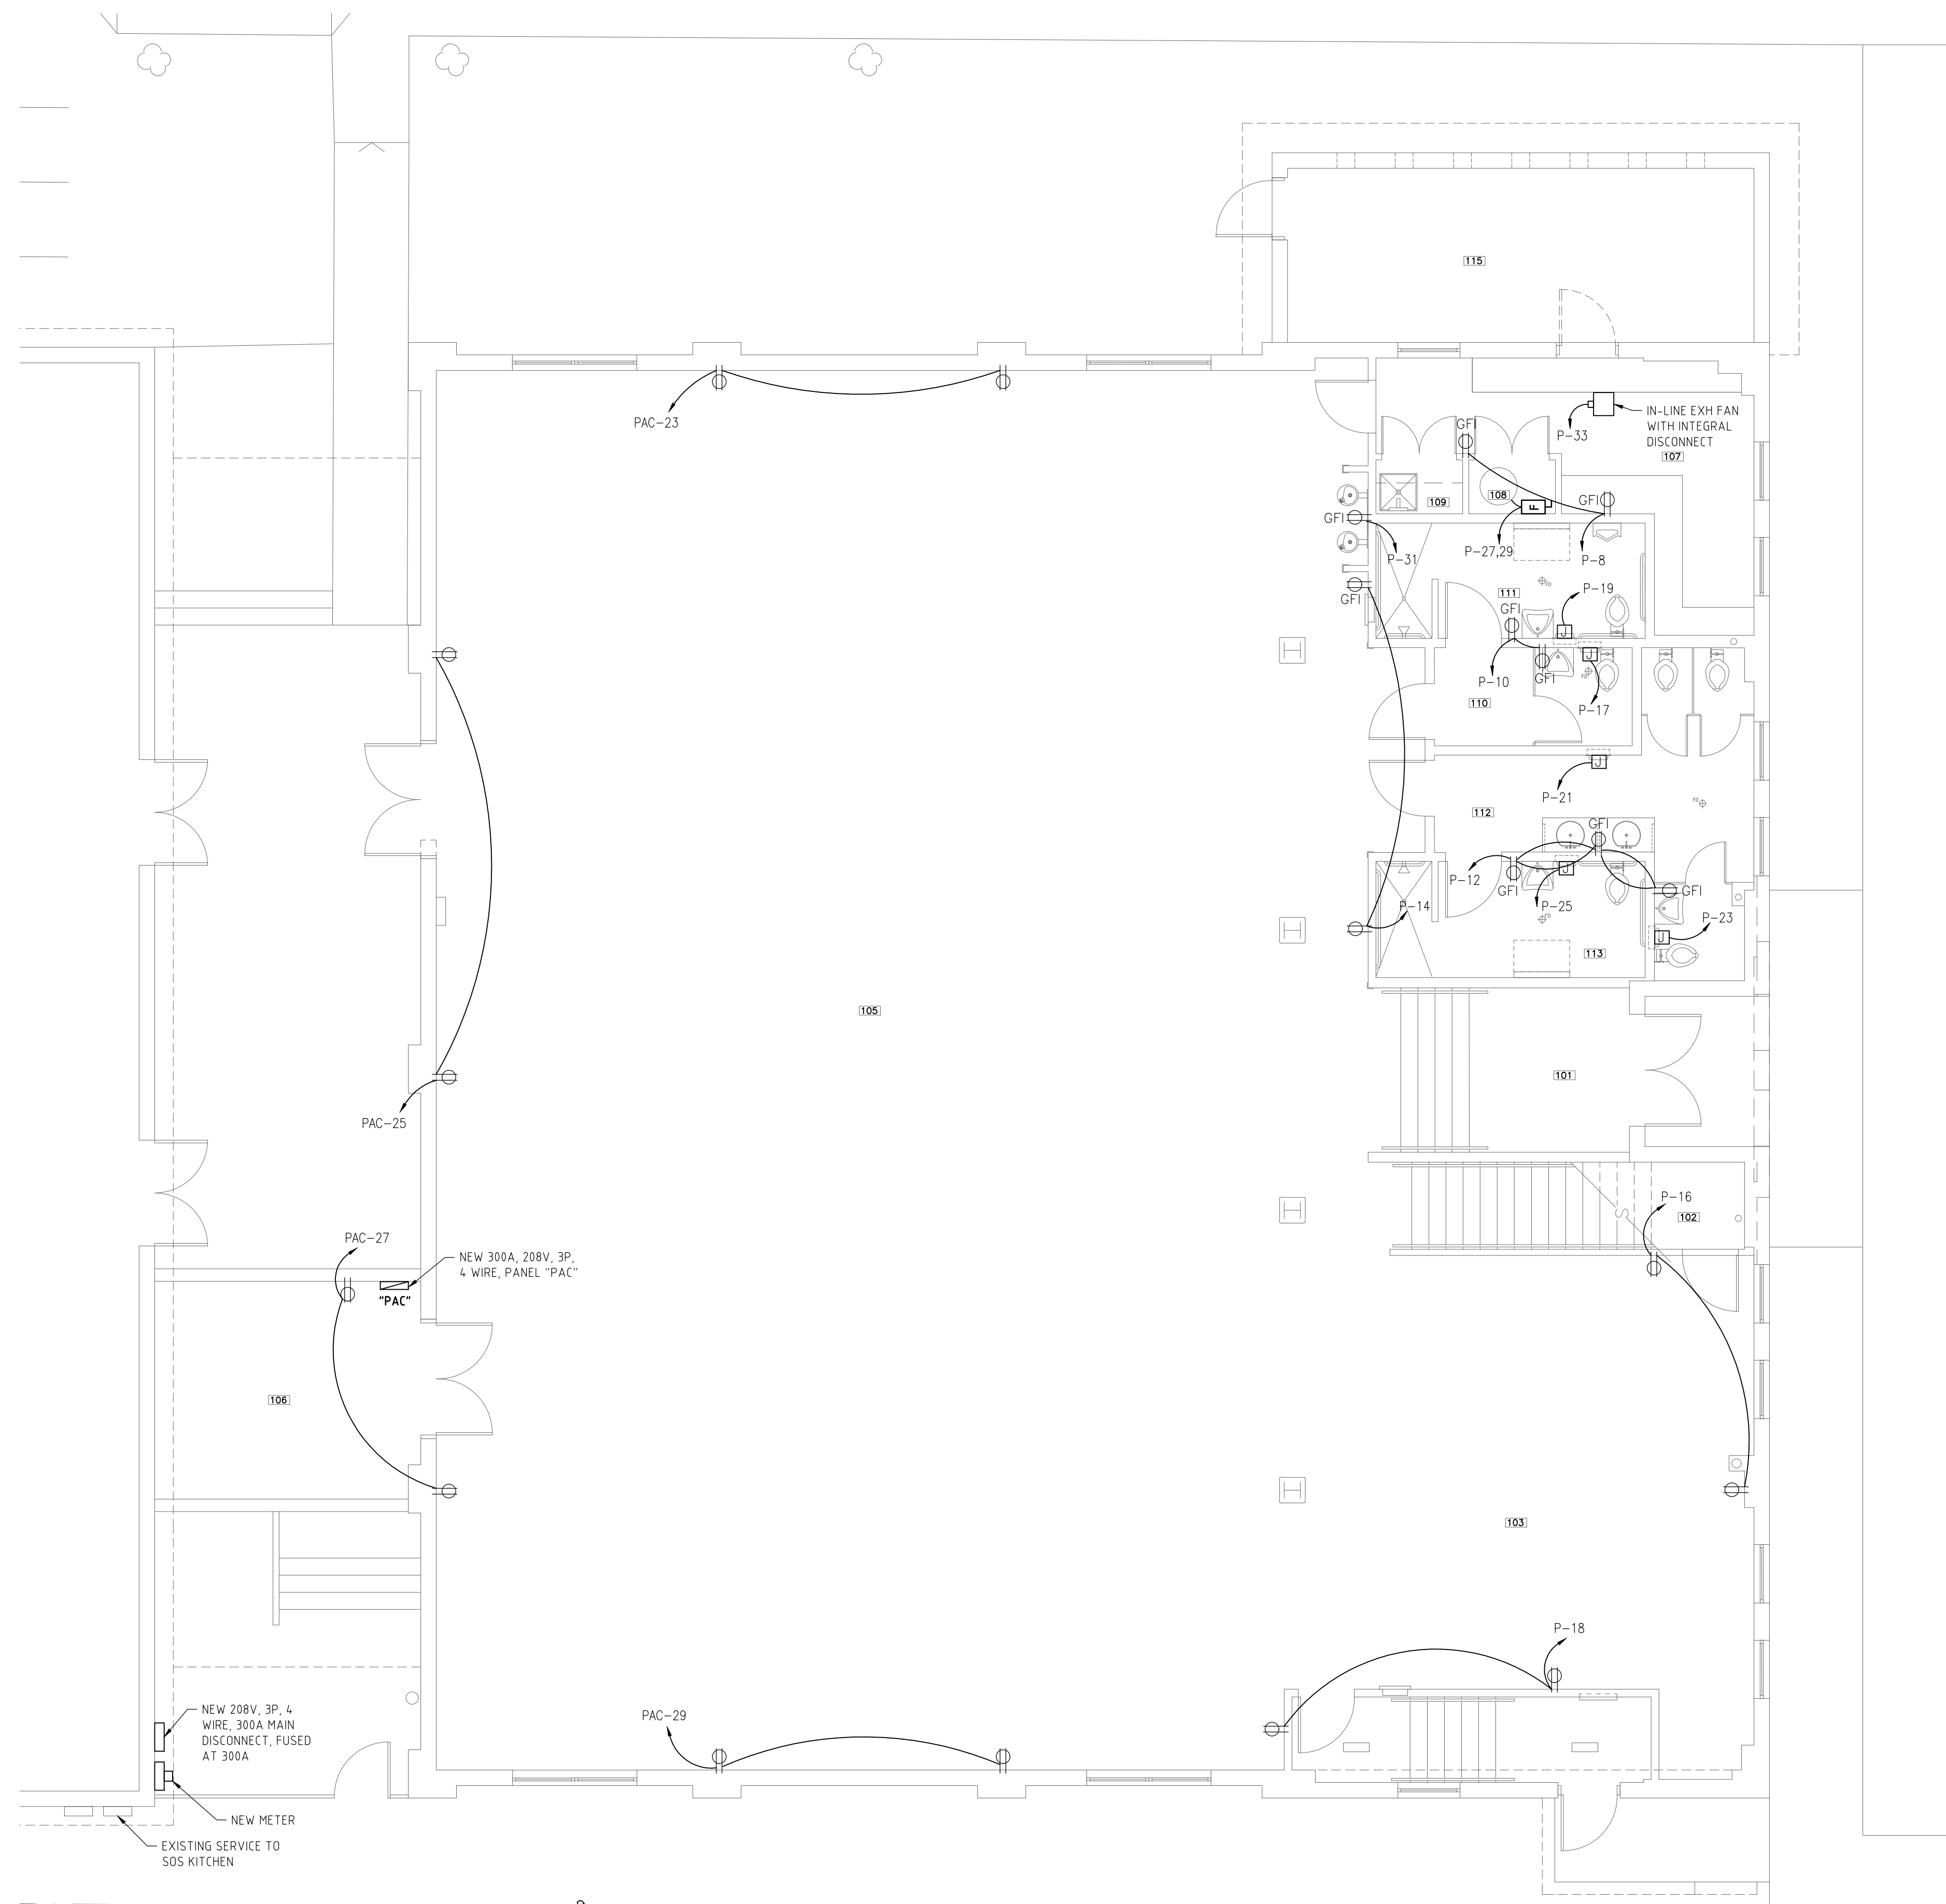 115
PAC-23
GFI
P-33
IN-LINE EXH FAN
WITH INTEGRAL
DISCONNECT
107
108
109
F
GFI
GFI
P-31
P-27,29
P-8
GFI
111
FD
P-19
GFI
J
J
P-10
GFI
FD
110
P-17
J
P-21
FD
112
GFI
P-12
GFI
J
P-25
GFI
P-14
FD
P-23
J
113
105
101
PAC-25
P-16
102
PAC-27
NEW 300A, 208V, 3P,
4 WIRE, PANEL "PAC"
"PAC"
106
103
P-18
PAC-29
NEW 208V, 3P, 4
WIRE, 300A MAIN
DISCONNECT, FUSED
AT 300A
NEW METER
EXISTING SERVICE TO
SOS KITCHEN